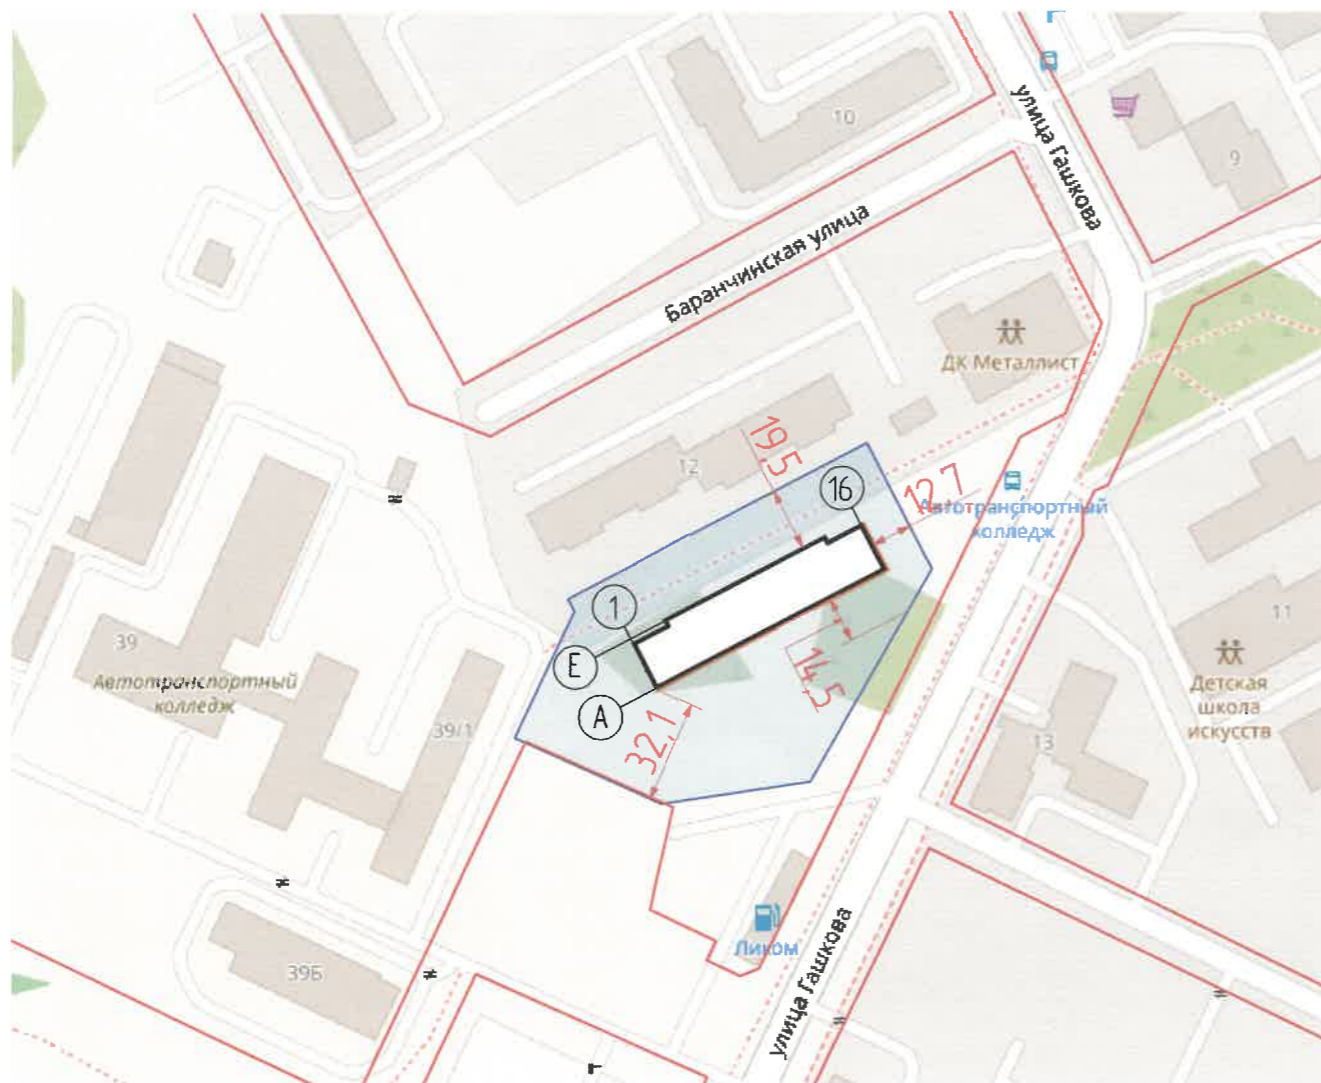 10
9
улица Гашкова
Баранчинская улица
ДК Металлист
19,5
12
16
12,7
Автотранспортный
колледж
1
Е
А
14,5
32,1
39
Автотранспортный
колледж
39/1
11
Детская
школа
искусств
13
39Б
Ликом
улица Гашкова